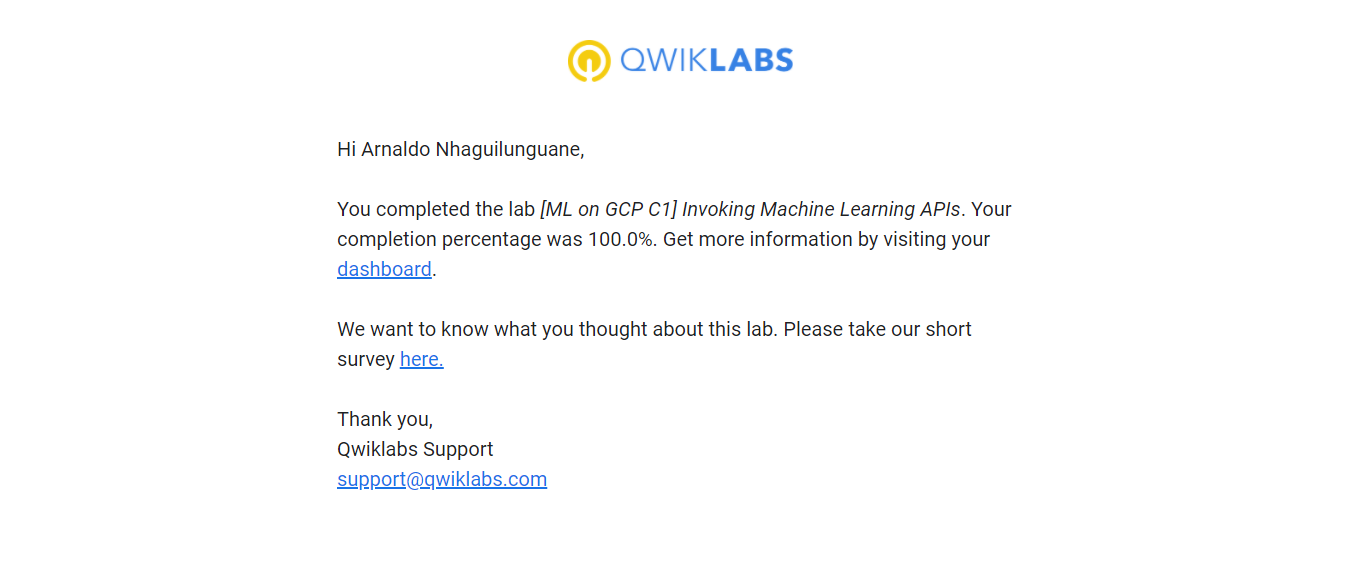 QWIKLABS
Hi Arnaldo Nhaguilunguane,
You completed the lab [ML on GCP C1] Invoking Machine Learning APIs. Your
completion percentage was 100.0%. Get more information by visiting your
dashboard.
We want to know what you thought about this lab. Please take our short
survey here.
Thank you,
Qwiklabs Support
support@qwiklabs.com